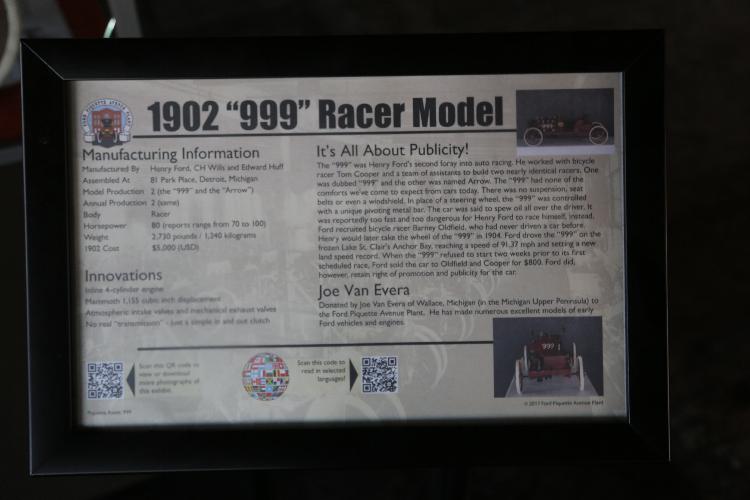 FORD PIQUETTE AVENUE PLANT
1902 “999” Racer Model
Manufacturing Information
Manufactured By Henry Ford, CH Wills and Edward Huff
Assembled At 81 Park Place, Detroit, Michigan
Model Production 2 (the “999” and the “Arrow”)
Annual Production 2 (same)
Body Racer
Horsepower 80 (reports range from 70 to 100)
Weight 2,730 pounds / 1,240 kilograms
1902 Cost $5,000 (USD)
Innovations
Inline 4-cylinder engine
Mammoth 1,155 cubic inch displacement
Atmospheric intake valves and mechanical exhaust valves
No real “transmission” - just a simple in and out clutch
It's All About Publicity!
The “999” was Henry Ford's second foray into auto racing. He worked with bicycle
racer Tom Cooper and a team of assistants to build two nearly identical racers. One
was dubbed “999” and the other was named Arrow. The “999” had none of the
comforts we've come to expect from cars today. There was no suspension, seat
belts or even a windshield. In place of a steering wheel, the “999” was controlled
with a unique pivoting metal bar. The car was said to spew oil all over the driver. It
was reportedly too fast and too dangerous for Henry Ford to race himself, instead,
Ford recruited bicycle racer Barney Oldfield, who had never driven a car before.
Henry would later take the wheel of the “999” in 1904. Ford drove the “999” on the
frozen Lake St. Clair's Anchor Bay, reaching a speed of 91.37 mph and setting a new
land speed record. When the “999” refused to start two weeks prior to its first
scheduled race, Ford sold the car to Oldfield and Cooper for $800. Ford did,
however, retain right of promotion and publicity for the car.
Joe Van Evera
Donated by Joe Van Evera of Wallace, Michigan (in the Michigan Upper Peninsula) to
the Ford Piquette Avenue Plant. He has made numerous excellent models of early
Ford vehicles and engines.
Scan this QR code to
view or download
more photographs of
this exhibit.
Scan this code to
read in selected
languages!
999
Piquette Asset: 999
© 2017 Ford Piquette Avenue Plant